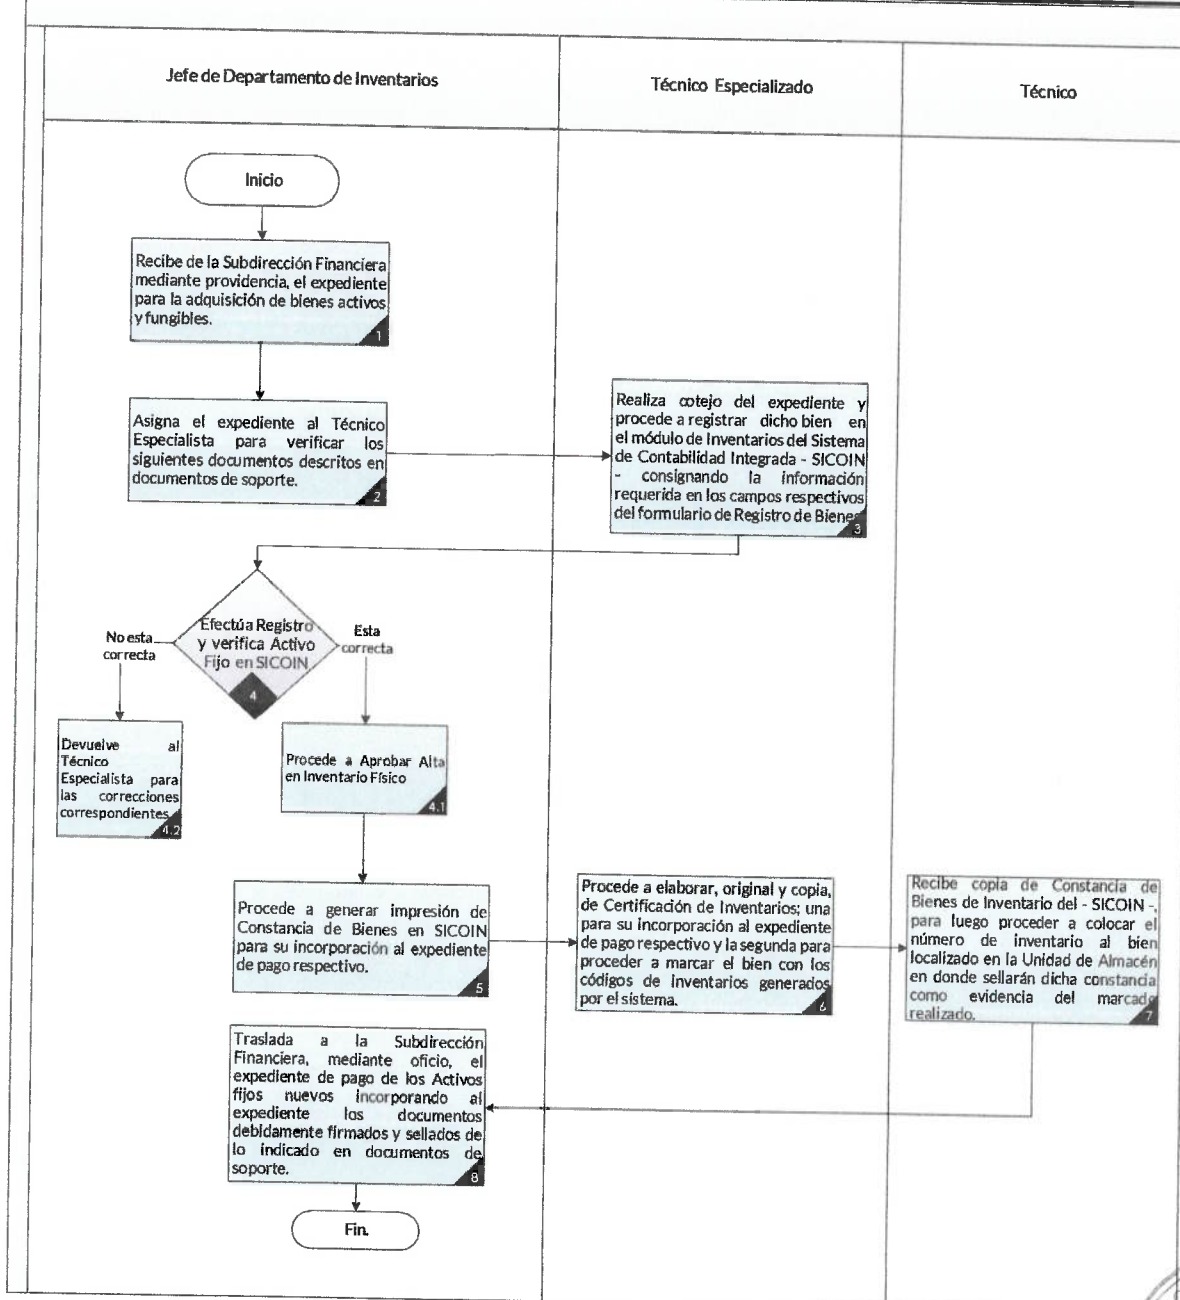 Jefe de Departamento de Inventarios
Técnico Especializado
Técnico
Inicio
Recibe de la Subdirección Financiera
mediante providencia, el expediente
para la adquisición de bienes activos
y fungibles.
1
Asigna el expediente al Técnico
Especialista para verificar los
siguientes documentos descritos en
documentos de soporte.
2
Realiza cotejo del expediente y
procede a registrar dicho bien en
el módulo de Inventarios del Sistema
de Contabilidad Integrada - SICOIN
- consignando la información
requerida en los campos respectivos
del formulario de Registro de Bienes
3
Efectúa Registro
y verifica Activo
Fijo en SICOIN
4
No esta
correcta
Esta
correcta
Devuelve al
Técnico
Especialista para
las correcciones
correspondientes
4.2
Procede a Aprobar Alta
en Inventario Físico
4.1
Procede a generar impresión de
Constancia de Bienes en SICOIN
para su incorporación al expediente
de pago respectivo.
5
Procede a elaborar, original y copia,
de Certificación de Inventarios; una
para su incorporación al expediente
de pago respectivo y la segunda para
proceder a marcar el bien con los
códigos de Inventarios generados
por el sistema.
6
Recibe copia de Constancia de
Bienes de Inventario del - SICOIN -,
para luego proceder a colocar el
número de inventario al bien
localizado en la Unidad de Almacén
en donde sellarán dicha constancia
como evidencia del marcado
realizado.
7
Traslada a la Subdirección
Financiera, mediante oficio, el
expediente de pago de los Activos
fijos nuevos incorporando al
expediente los documentos
debidamente firmados y sellados de
lo indicado en documentos de
soporte.
8
Fin.